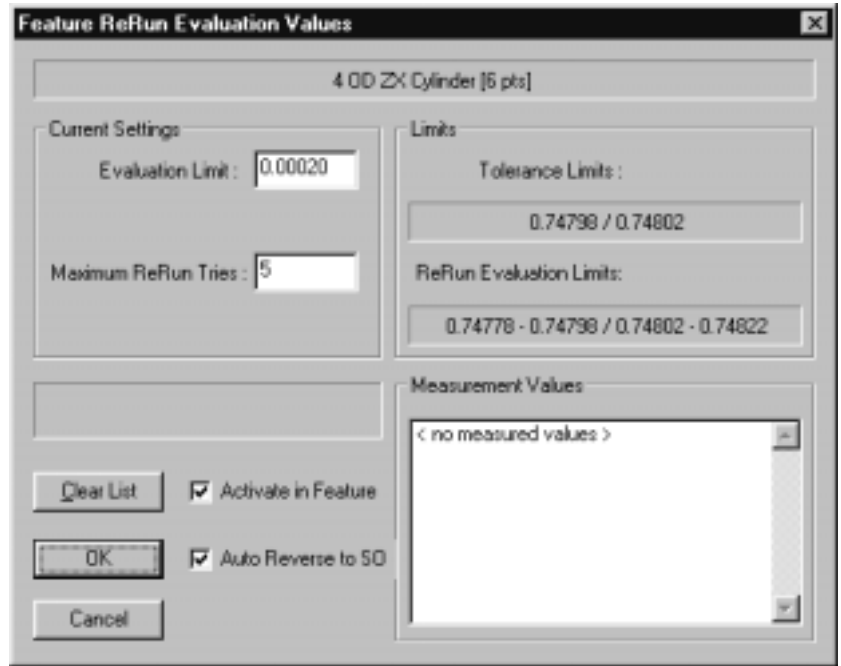 Feature ReRun Evaluation Values
4 OD ZX Cylinder [6 pts]
Current Settings
Evaluation Limit : 0.00020
Maximum ReRun Tries : 5
Limits
Tolerance Limits :
0.74798 / 0.74802
ReRun Evaluation Limits:
0.74778 - 0.74798 / 0.74802 - 0.74822
Measurement Values
< no measured values >
Clear List
Activate in Feature
OK
Auto Reverse to SO
Cancel